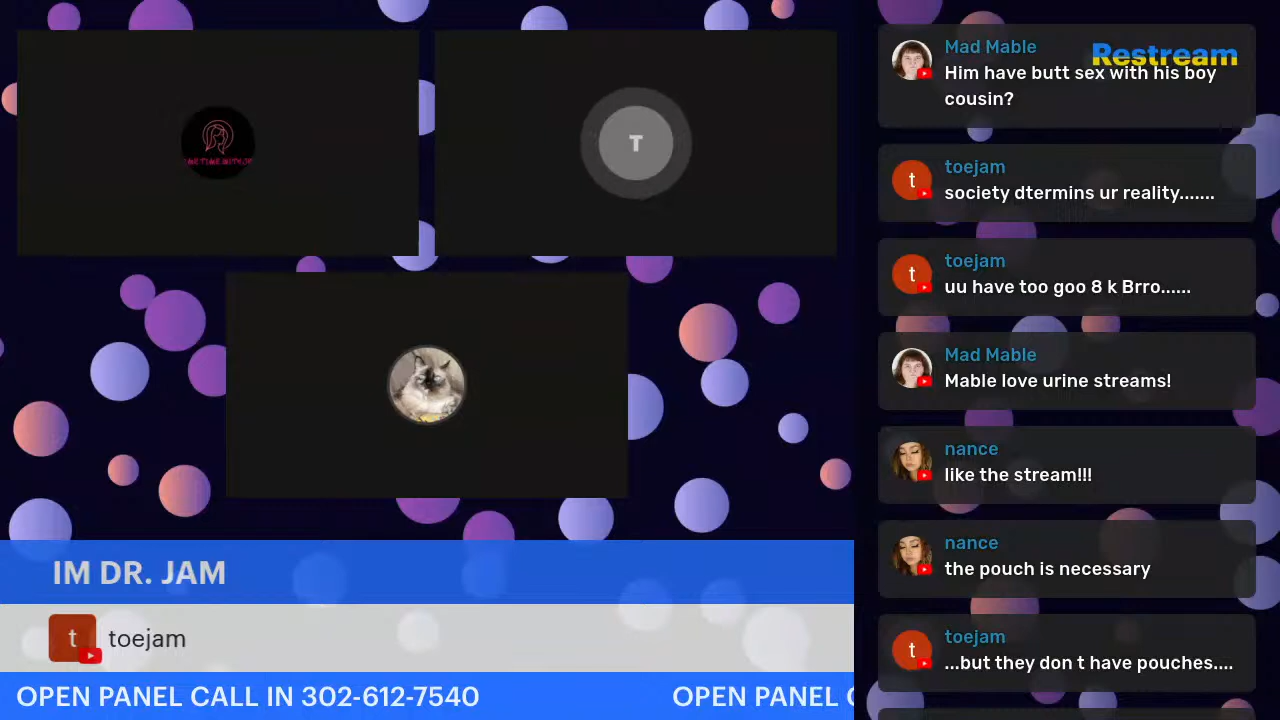 T
IM DR. JAM
t
toejam
OPEN PANEL CALL IN 302-612-7540
OPEN PANEL
Restream
Mad Mable
Him have butt sex with his boy
cousin?
t
toejam
society dtermins ur reality.......
t
toejam
uu have too goo 8 k Brro......
Mad Mable
Mable love urine streams!
nance
like the stream!!!
nance
the pouch is necessary
t
toejam
...but they don t have pouches....